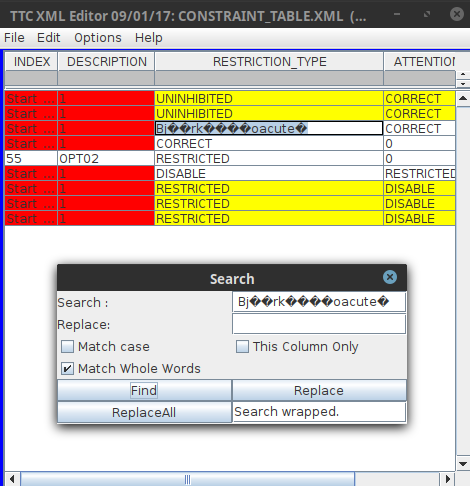 TTC XML Editor 09/01/17: CONSTRAINT_TABLE.XML (...
File Edit Options Help
INDEX DESCRIPTION RESTRICTION_TYPE ATTENTION
Start ... 1 UNINHIBITED CORRECT
Start ... 1 UNINHIBITED CORRECT
Start ... 1 Bj��rk����oacute� CORRECT
Start ... 1 CORRECT 0
55 OPT02 RESTRICTED 0
Start ... 1 DISABLE RESTRICTED
Start ... 1 RESTRICTED DISABLE
Start ... 1 RESTRICTED DISABLE
Start ... 1 RESTRICTED DISABLE
Search
Search : Bj��rk����oacute�
Replace:
Match case This Column Only
Match Whole Words
Find Replace
ReplaceAll Search wrapped.